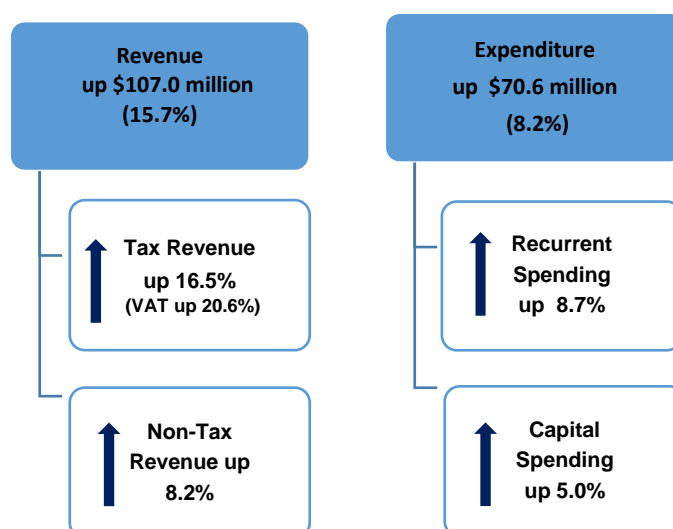 Revenue
up $107.0 million
(15.7%)
Tax Revenue
up 16.5%
(VAT up 20.6%)
Non-Tax
Revenue up
8.2%
Expenditure
up $70.6 million
(8.2%)
Recurrent
Spending
up 8.7%
Capital
Spending
up 5.0%